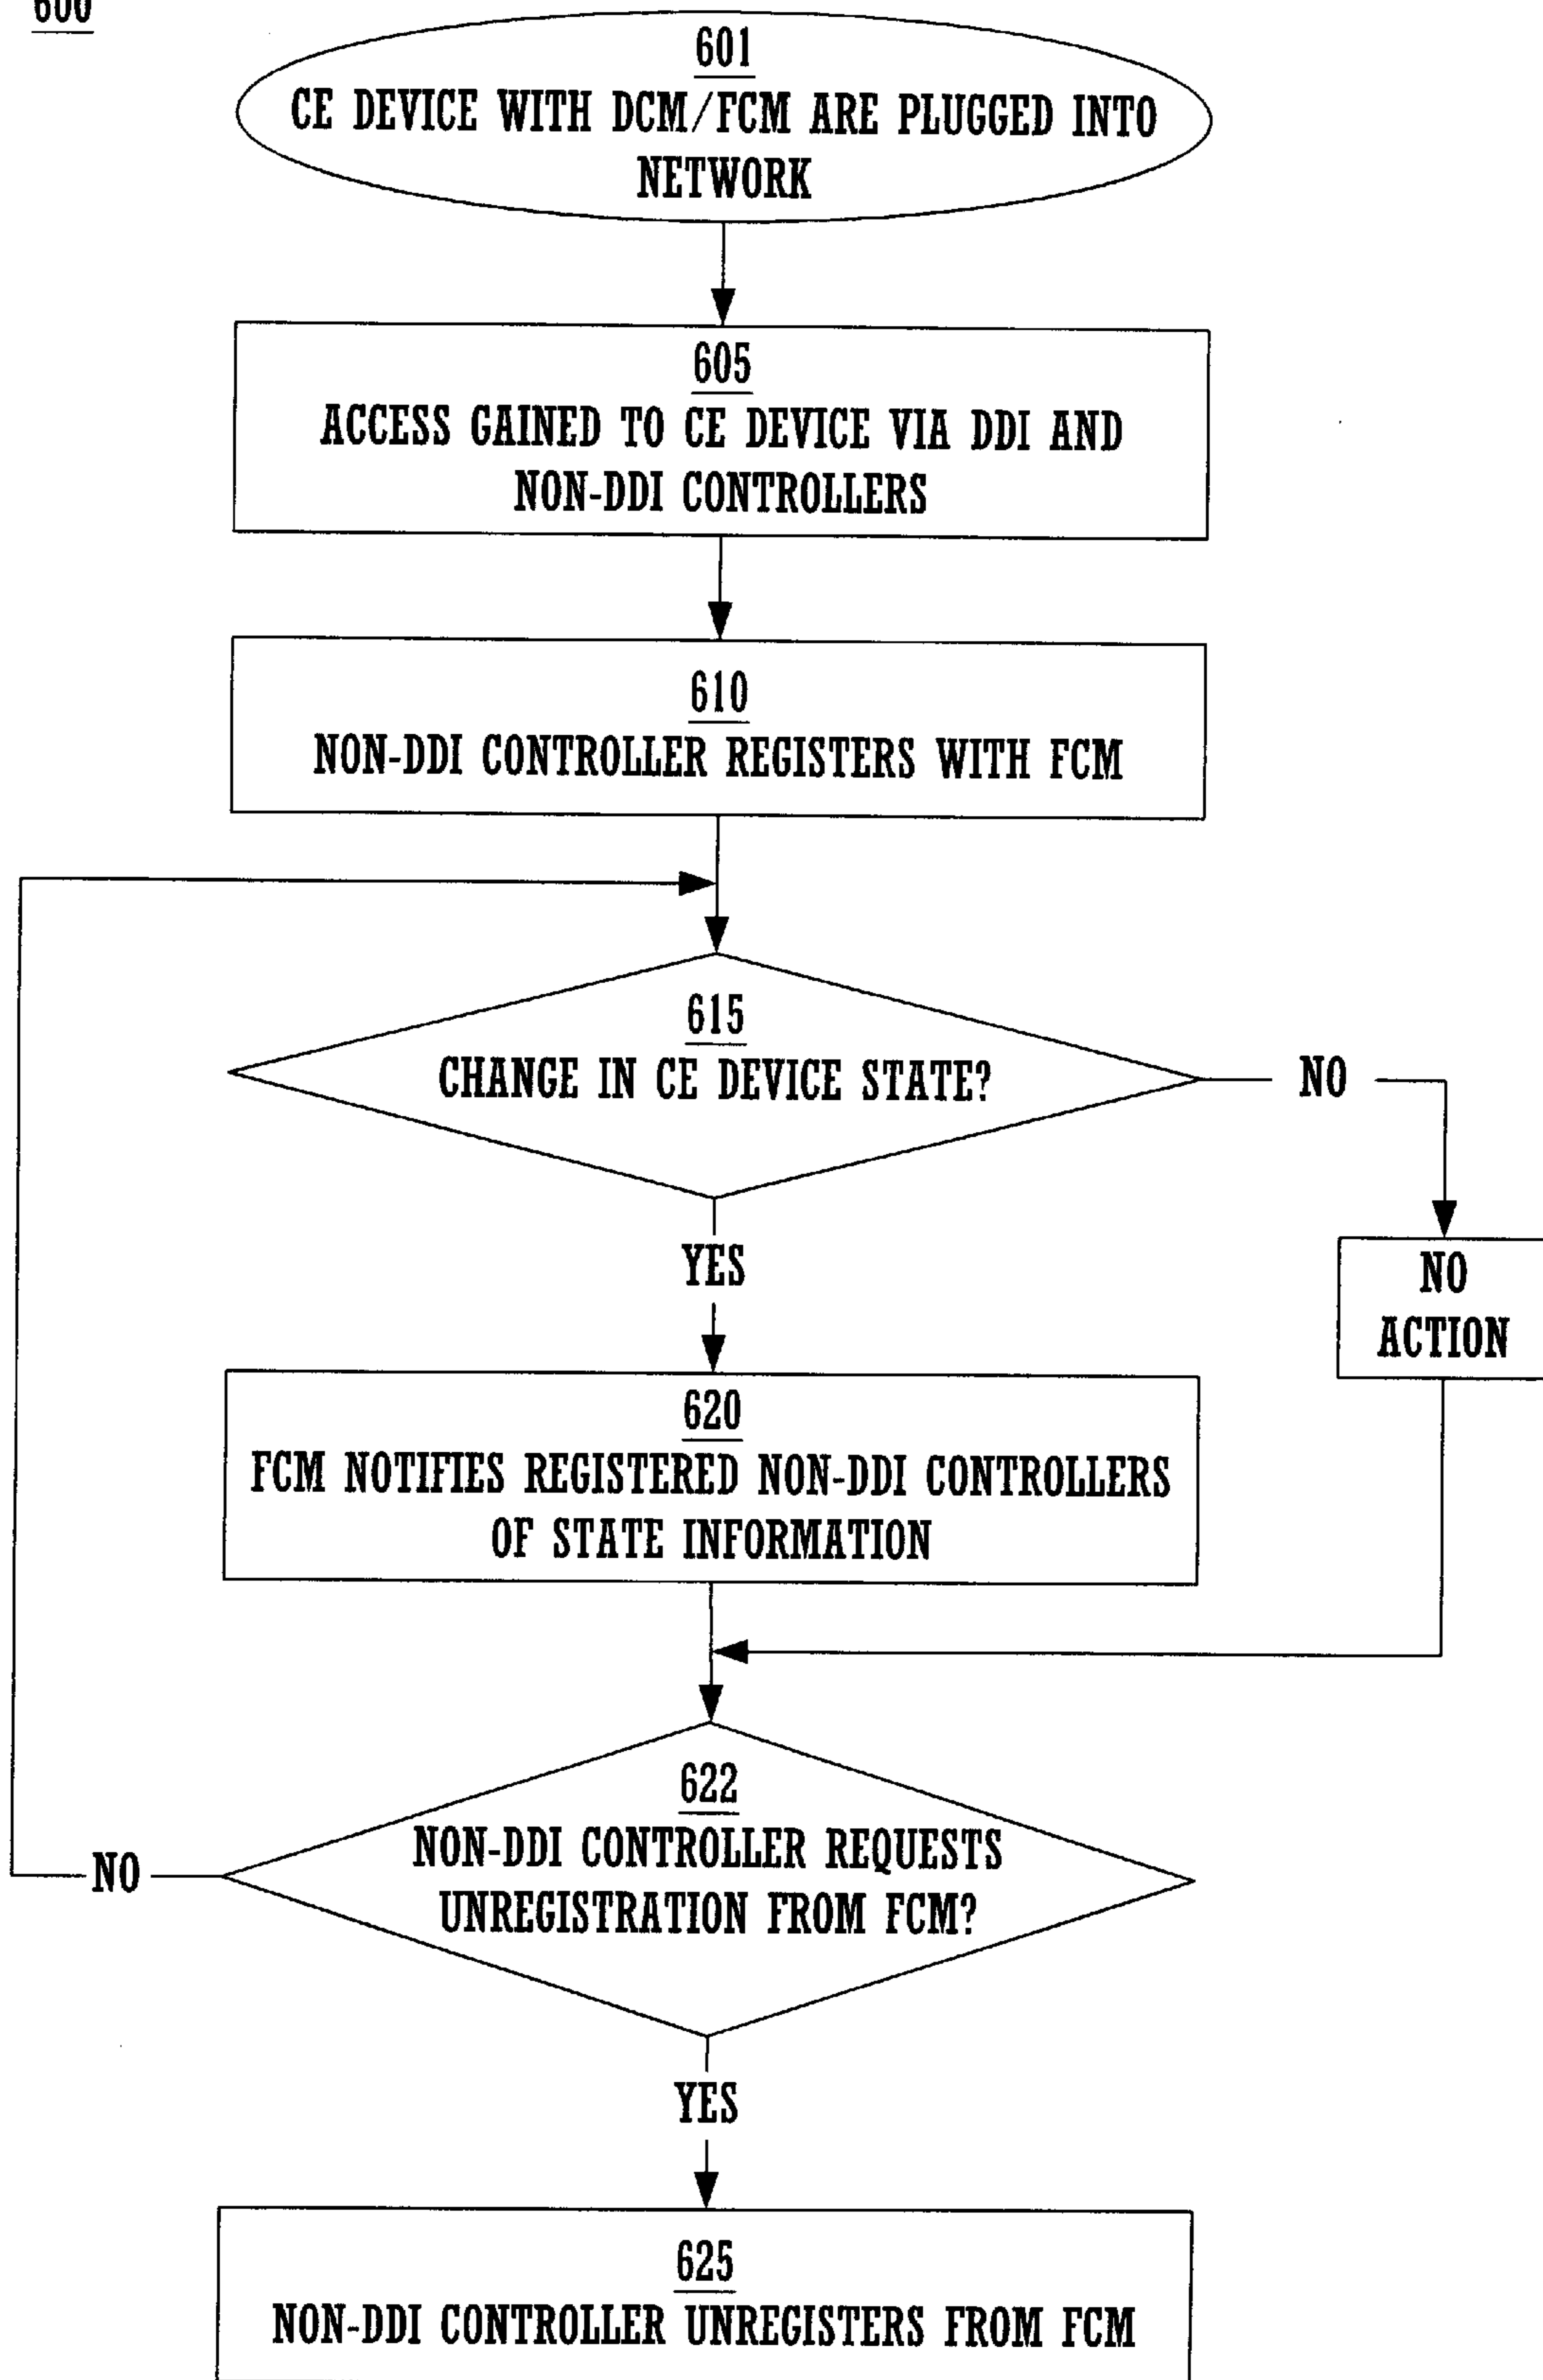 600
601
CE DEVICE WITH DCM/FCM ARE PLUGGED INTO
NETWORK
605
ACCESS GAINED TO CE DEVICE VIA DDI AND
NON-DDI CONTROLLERS
610
NON-DDI CONTROLLER REGISTERS WITH FCM
615
CHANGE IN CE DEVICE STATE?
NO
YES
NO
ACTION
620
FCM NOTIFIES REGISTERED NON-DDI CONTROLLERS
OF STATE INFORMATION
622
NON-DDI CONTROLLER REQUESTS
UNREGISTRATION FROM FCM?
NO
YES
625
NON-DDI CONTROLLER UNREGISTERS FROM FCM